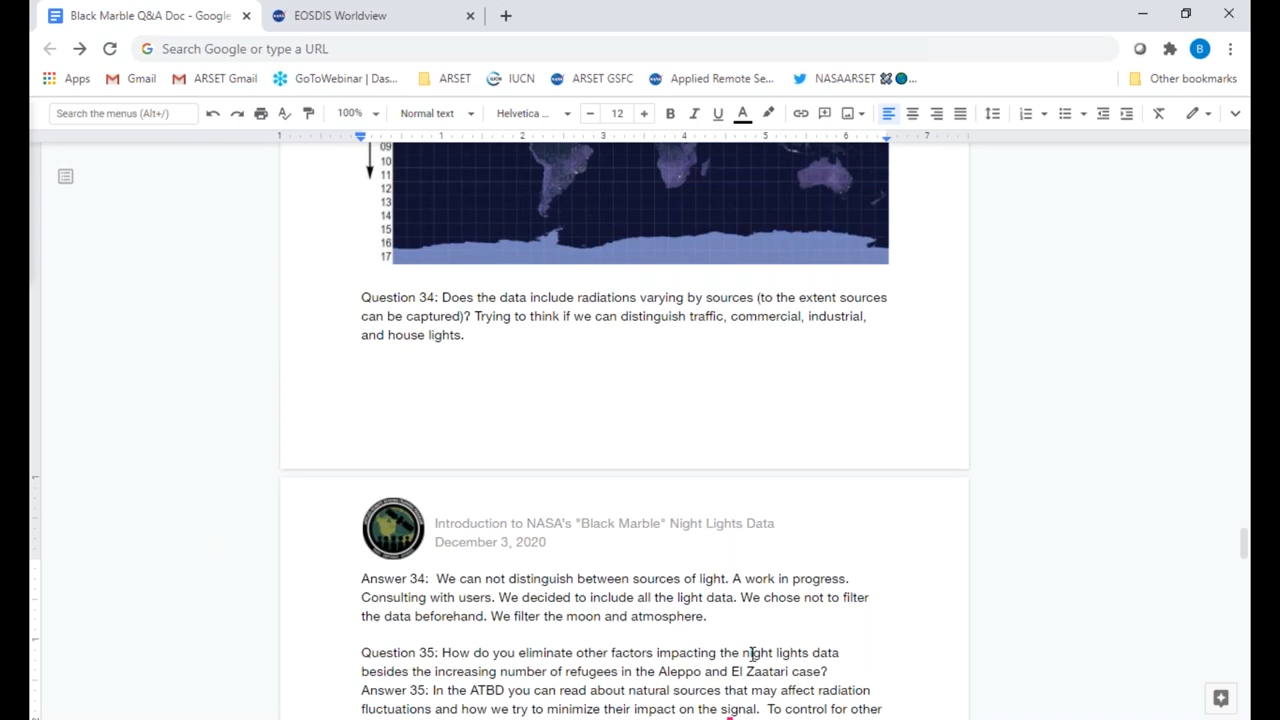 Black Marble Q&A Doc - Google
EOSDIS Worldview
Search Google or type a URL
B
Apps
Gmail
ARSET Gmail
GoToWebinar | Das...
ARSET
IUCN
ARSET GSFC
Applied Remote Se...
NASAARSET 🛰🌎...
Other bookmarks
Search the menus (Alt+/)
100%
Normal text
Helvetica ...
12
B I U A
1 1 2 3 4 5 6 7
09
10
11
12
13
14
15
16
17
Question 34: Does the data include radiations varying by sources (to the extent sources
can be captured)? Trying to think if we can distinguish traffic, commercial, industrial,
and house lights.
Introduction to NASA's "Black Marble" Night Lights Data
December 3, 2020
Answer 34:  We can not distinguish between sources of light. A work in progress.
Consulting with users. We decided to include all the light data. We chose not to filter
the data beforehand. We filter the moon and atmosphere.
Question 35: How do you eliminate other factors impacting the night lights data
besides the increasing number of refugees in the Aleppo and El Zaatari case?
Answer 35: In the ATBD you can read about natural sources that may affect radiation
fluctuations and how we try to minimize their impact on the signal.  To control for other